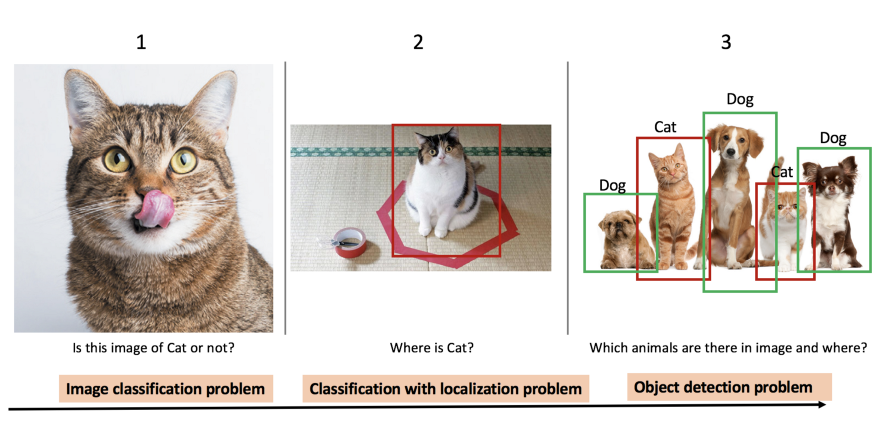 1
2
3
Dog
Cat
Dog
Cat
Dog
Is this image of Cat or not?
Where is Cat?
Which animals are there in image and where?
Image classification problem
Classification with localization problem
Object detection problem